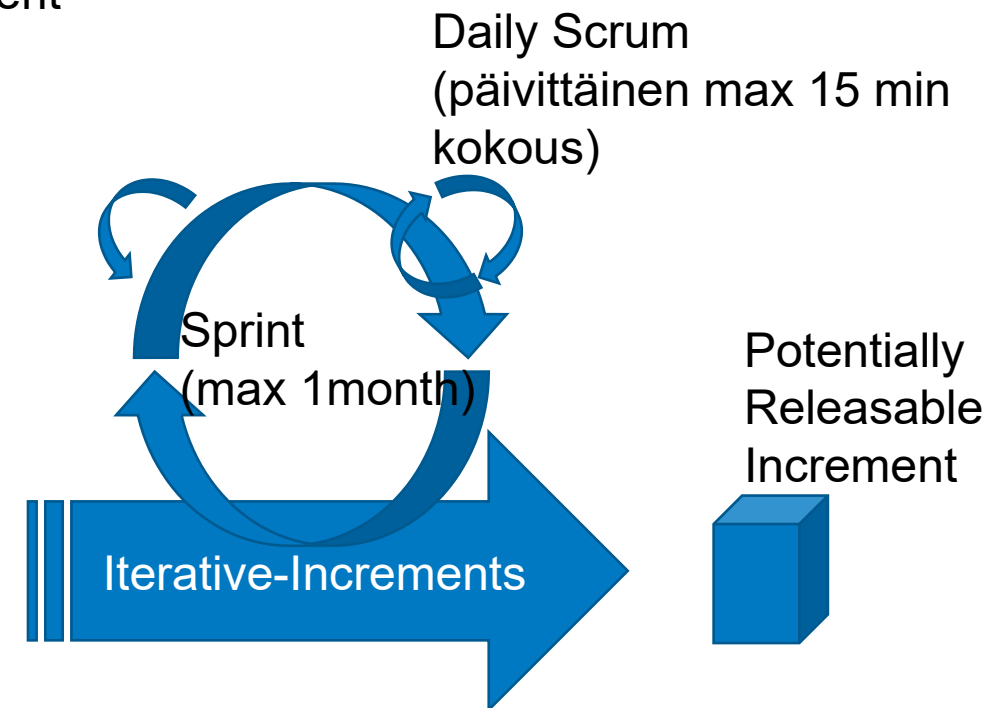 Daily Scrum
(päivittäinen max 15 min
kokous)
Sprint
(max 1month)
Potentially
Releasable
Increment
Iterative-Increments